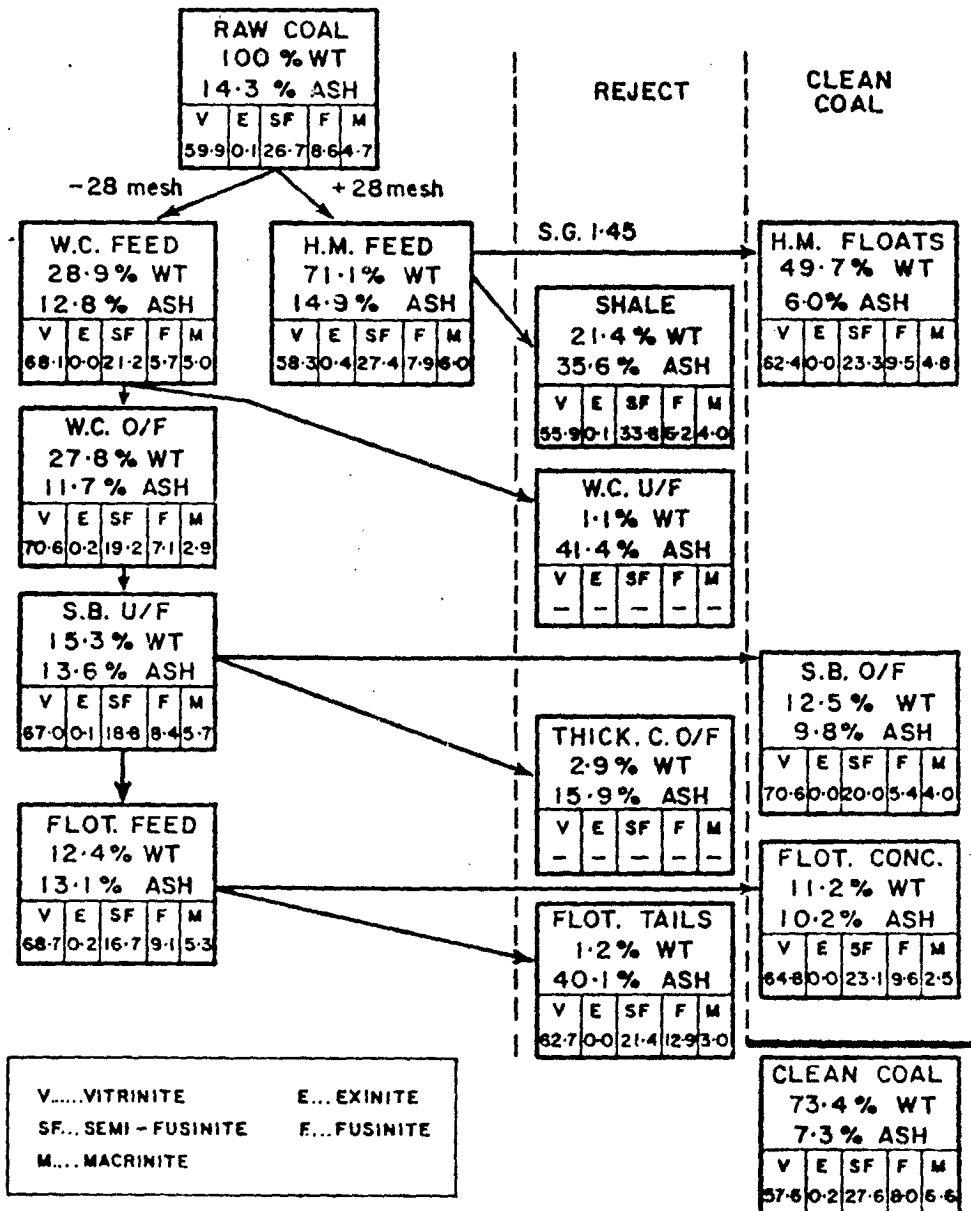 RAW COAL
100 % WT
14·3 % ASH
V E SF F M
59·9 0·1 26·7 8·6 4·7
REJECT
CLEAN
COAL
-28 mesh
+28 mesh
W.C. FEED
28·9% WT
12·8 % ASH
V E SF F M
68·1 0·0 21·2 5·7 5·0
H.M. FEED
71·1% WT
14·9% ASH
V E SF F M
58·3 0·4 27·4 7·9 6·0
S.G. 1·45
H.M. FLOATS
49·7% WT
6·0% ASH
V E SF F M
62·4 0·0 23·3 9·5 4·8
SHALE
21·4% WT
35·6% ASH
V E SF F M
55·9 0·1 33·8 6·2 4·0
W.C. O/F
27·8% WT
11·7% ASH
V E SF F M
70·6 0·2 19·2 7·1 2·9
W.C. U/F
1·1% WT
41·4% ASH
V E SF F M
– – – – –
S.B. U/F
15·3 % WT
13·6% ASH
V E SF F M
67·0 0·1 18·8 8·4 5·7
S.B. O/F
12·5% WT
9·8% ASH
V E SF F M
70·6 0·0 20·0 5·4 4·0
THICK. C. O/F
2·9% WT
15·9% ASH
V E SF F M
– – – – –
FLOT. FEED
12·4% WT
13·1% ASH
V E SF F M
68·7 0·2 16·7 9·1 5·3
FLOT. CONC.
11·2% WT
10·2% ASH
V E SF F M
64·8 0·0 23·1 9·6 2·5
FLOT. TAILS
1·2% WT
40·1% ASH
V E SF F M
62·7 0·0 21·4 12·9 3·0
CLEAN COAL
73·4% WT
7·3% ASH
V E SF F M
57·6 0·2 27·6 8·0 6·6
V.....VITRINITE E...EXINITE
SF...SEMI-FUSINITE F...FUSINITE
M....MACRINITE